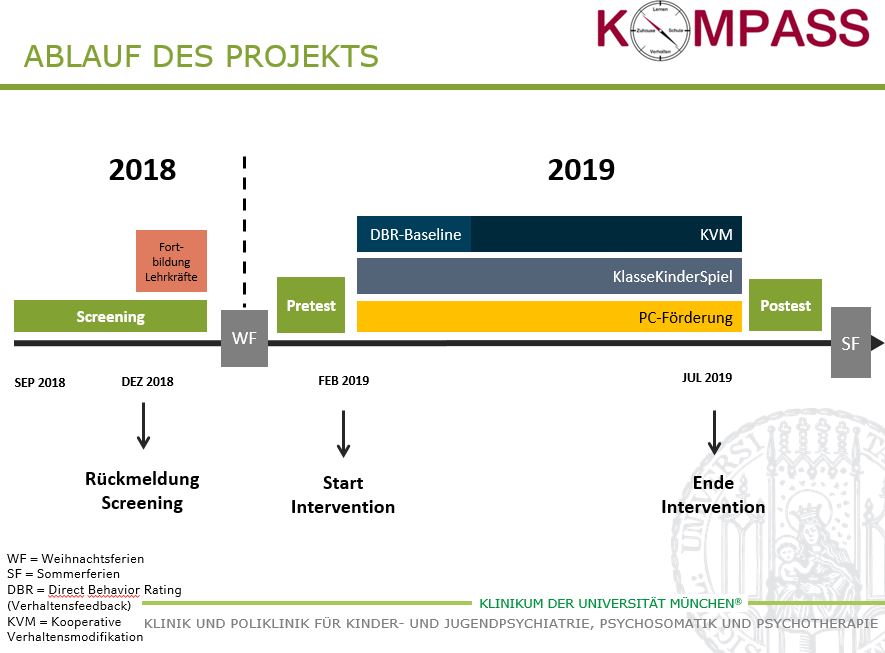 KOMPASS
Lernen
Zuhause
Schule
Verhalten
ABLAUF DES PROJEKTS
2018
2019
Fort-
bildung
Lehrkräfte
DBR-Baseline
KVM
KlasseKinderSpiel
Screening
Pretest
PC-Förderung
Postest
WF
SF
SEP 2018
DEZ 2018
FEB 2019
JUL 2019
Rückmeldung
Screening
Start
Intervention
Ende
Intervention
WF = Weihnachtsferien
SF = Sommerferien
DBR = Direct Behavior Rating
(Verhaltensfeedback)
KVM = Kooperative
Verhaltensmodifikation
KLINIKUM DER UNIVERSITÄT MÜNCHEN®
KLINIK UND POLIKLINIK FÜR KINDER- UND JUGENDPSYCHIATRIE, PSYCHOSOMATIK UND PSYCHOTHERAPIE